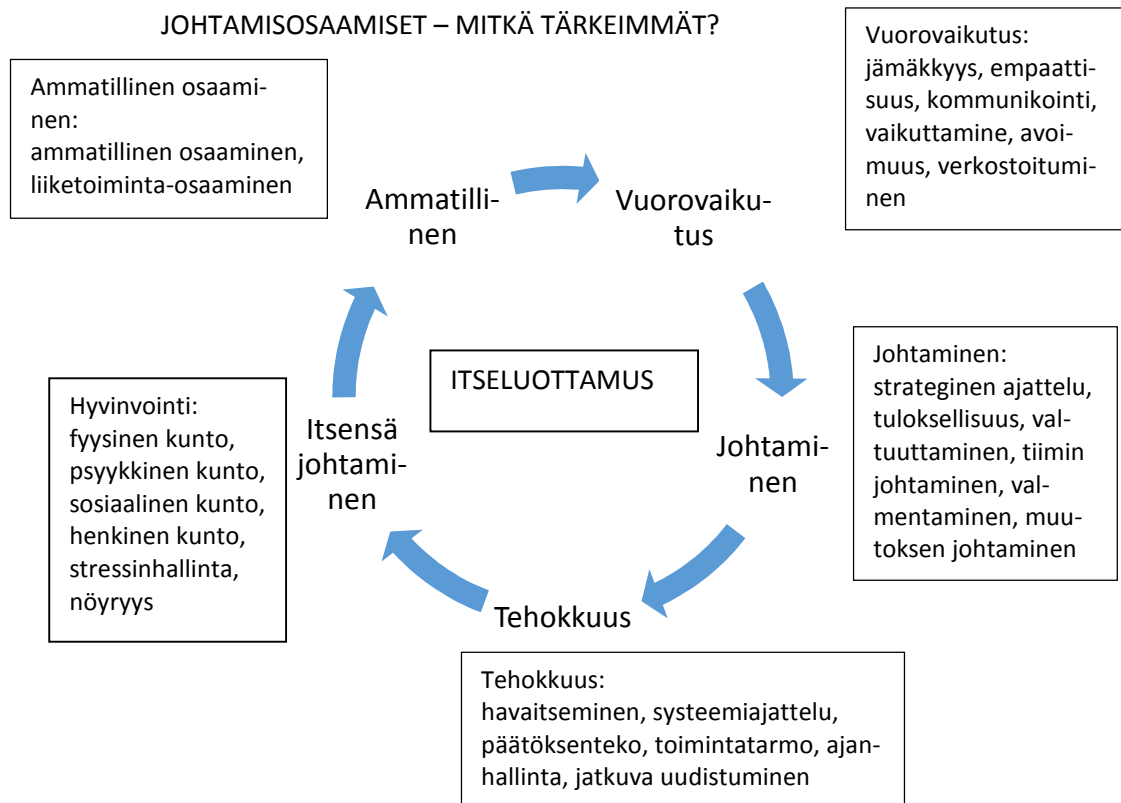 JOHTAMISOSAAMISET – MITKÄ TÄRKEIMMÄT?
Ammatillinen osaami-
nen:
ammatillinen osaaminen,
liiketoiminta-osaaminen
Vuorovaikutus:
jämäkkyys, empaatti-
suus, kommunikointi,
vaikuttamine, avoi-
muus, verkostoitumi-
nen
Ammatilli-
nen
Vuorovaiku-
tus
ITSELUOTTAMUS
Johtaminen:
strateginen ajattelu,
tuloksellisuus, val-
tuuttaminen, tiimin
johtaminen, val-
mentaminen, muu-
toksen johtaminen
Hyvinvointi:
fyysinen kunto,
psyykkinen kunto,
sosiaalinen kunto,
henkinen kunto,
stressinhallinta,
nöyryys
Itsensä
johtami-
nen
Johtami-
nen
Tehokkuus
Tehokkuus:
havaitseminen, systeemiajattelu,
päätöksenteko, toimintatarmo, ajan-
hallinta, jatkuva uudistuminen